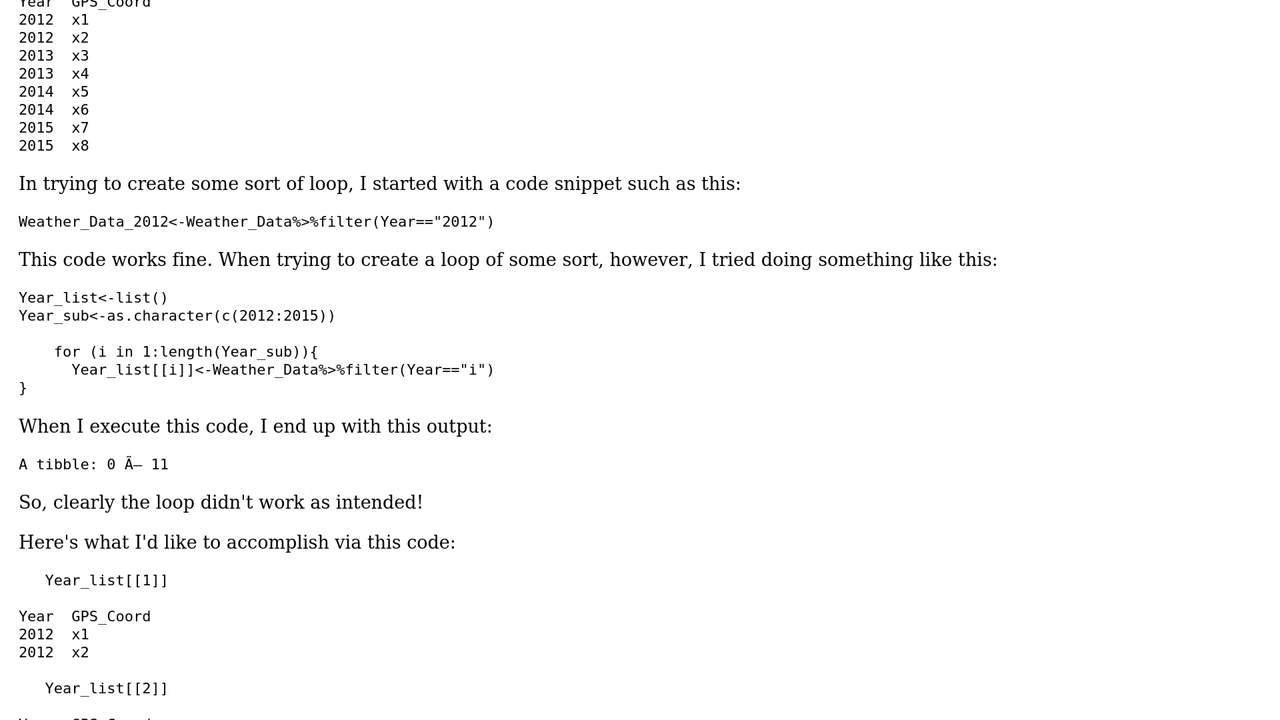 Year  GPS_Coord
2012  x1
2012  x2
2013  x3
2013  x4
2014  x5
2014  x6
2015  x7
2015  x8
In trying to create some sort of loop, I started with a code snippet such as this:
Weather_Data_2012<-Weather_Data%>%filter(Year=="2012")
This code works fine. When trying to create a loop of some sort, however, I tried doing something like this:
Year_list<-list()
Year_sub<-as.character(c(2012:2015))
    for (i in 1:length(Year_sub)){
      Year_list[[i]]<-Weather_Data%>%filter(Year=="i")
}
When I execute this code, I end up with this output:
A tibble: 0 Ã— 11
So, clearly the loop didn't work as intended!
Here's what I'd like to accomplish via this code:
   Year_list[[1]]
Year  GPS_Coord
2012  x1
2012  x2
   Year_list[[2]]